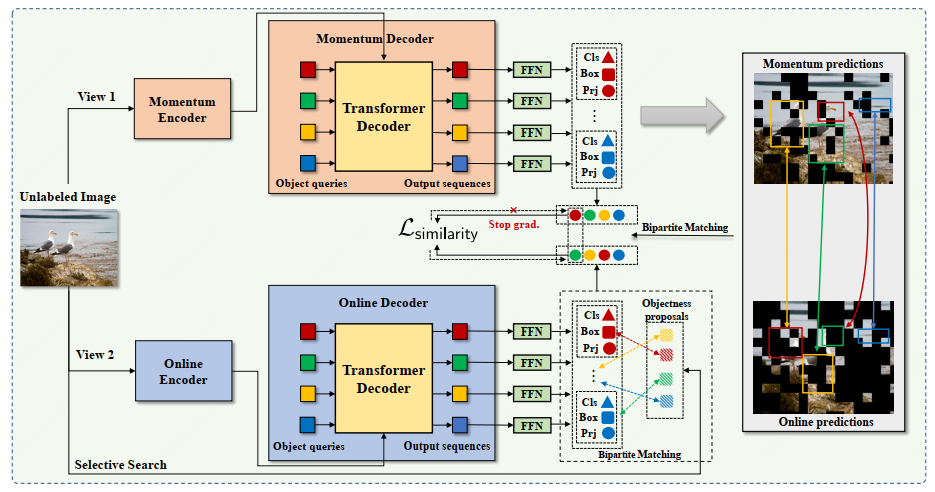 Momentum Decoder
Cls
Box
Prj
⋮
Cls
Box
Prj
FFN
FFN
FFN
FFN
View 1
Momentum
Encoder
Transformer
Decoder
Object queries
Output sequences
Unlabeled Image
ℒsimilarity
Stop grad.
Bipartite Matching
Momentum predictions
Online predictions
Online Decoder
View 2
Online
Encoder
Transformer
Decoder
Object queries
Output sequences
FFN
FFN
FFN
FFN
Cls
Box
Prj
⋮
Cls
Box
Prj
Objectness
proposals
Bipartite Matching
Selective Search